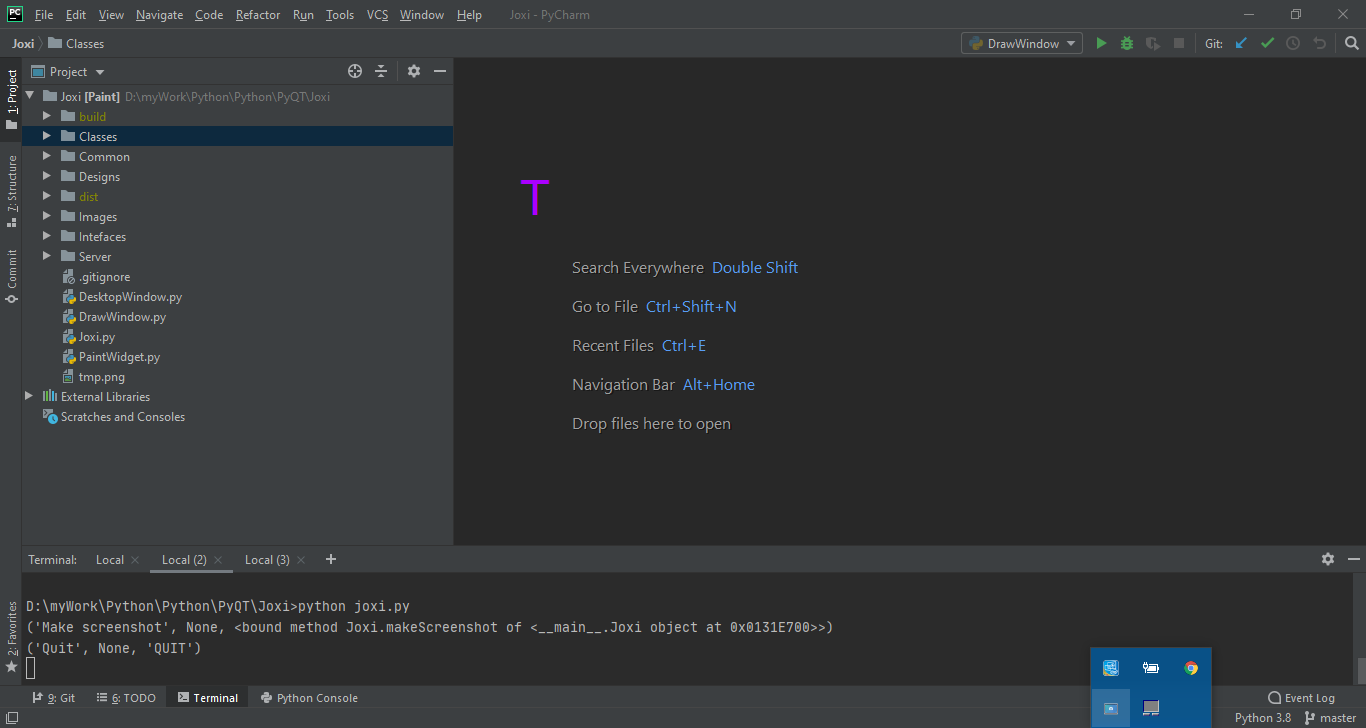 PC File Edit View Navigate Code Refactor Run Tools VCS Window Help Joxi - PyCharm
Joxi Classes DrawWindow Git:
Project
1: Project
Joxi [Paint] D:\myWork\Python\Python\PyQT\Joxi
build
Classes
Common
Designs
dist
Images
Intefaces
Server
.gitignore
DesktopWindow.py
DrawWindow.py
Joxi.py
PaintWidget.py
tmp.png
External Libraries
Scratches and Consoles
7: Structure
Commit
2: Favorites
T
Search Everywhere Double Shift
Go to File Ctrl+Shift+N
Recent Files Ctrl+E
Navigation Bar Alt+Home
Drop files here to open
Terminal: Local Local (2) Local (3)
D:\myWork\Python\Python\PyQT\Joxi>python joxi.py
('Make screenshot', None, <bound method Joxi.makeScreenshot of <__main__.Joxi object at 0x0131E700>>)
('Quit', None, 'QUIT')
9: Git 6: TODO Terminal Python Console Event Log
Python 3.8 master